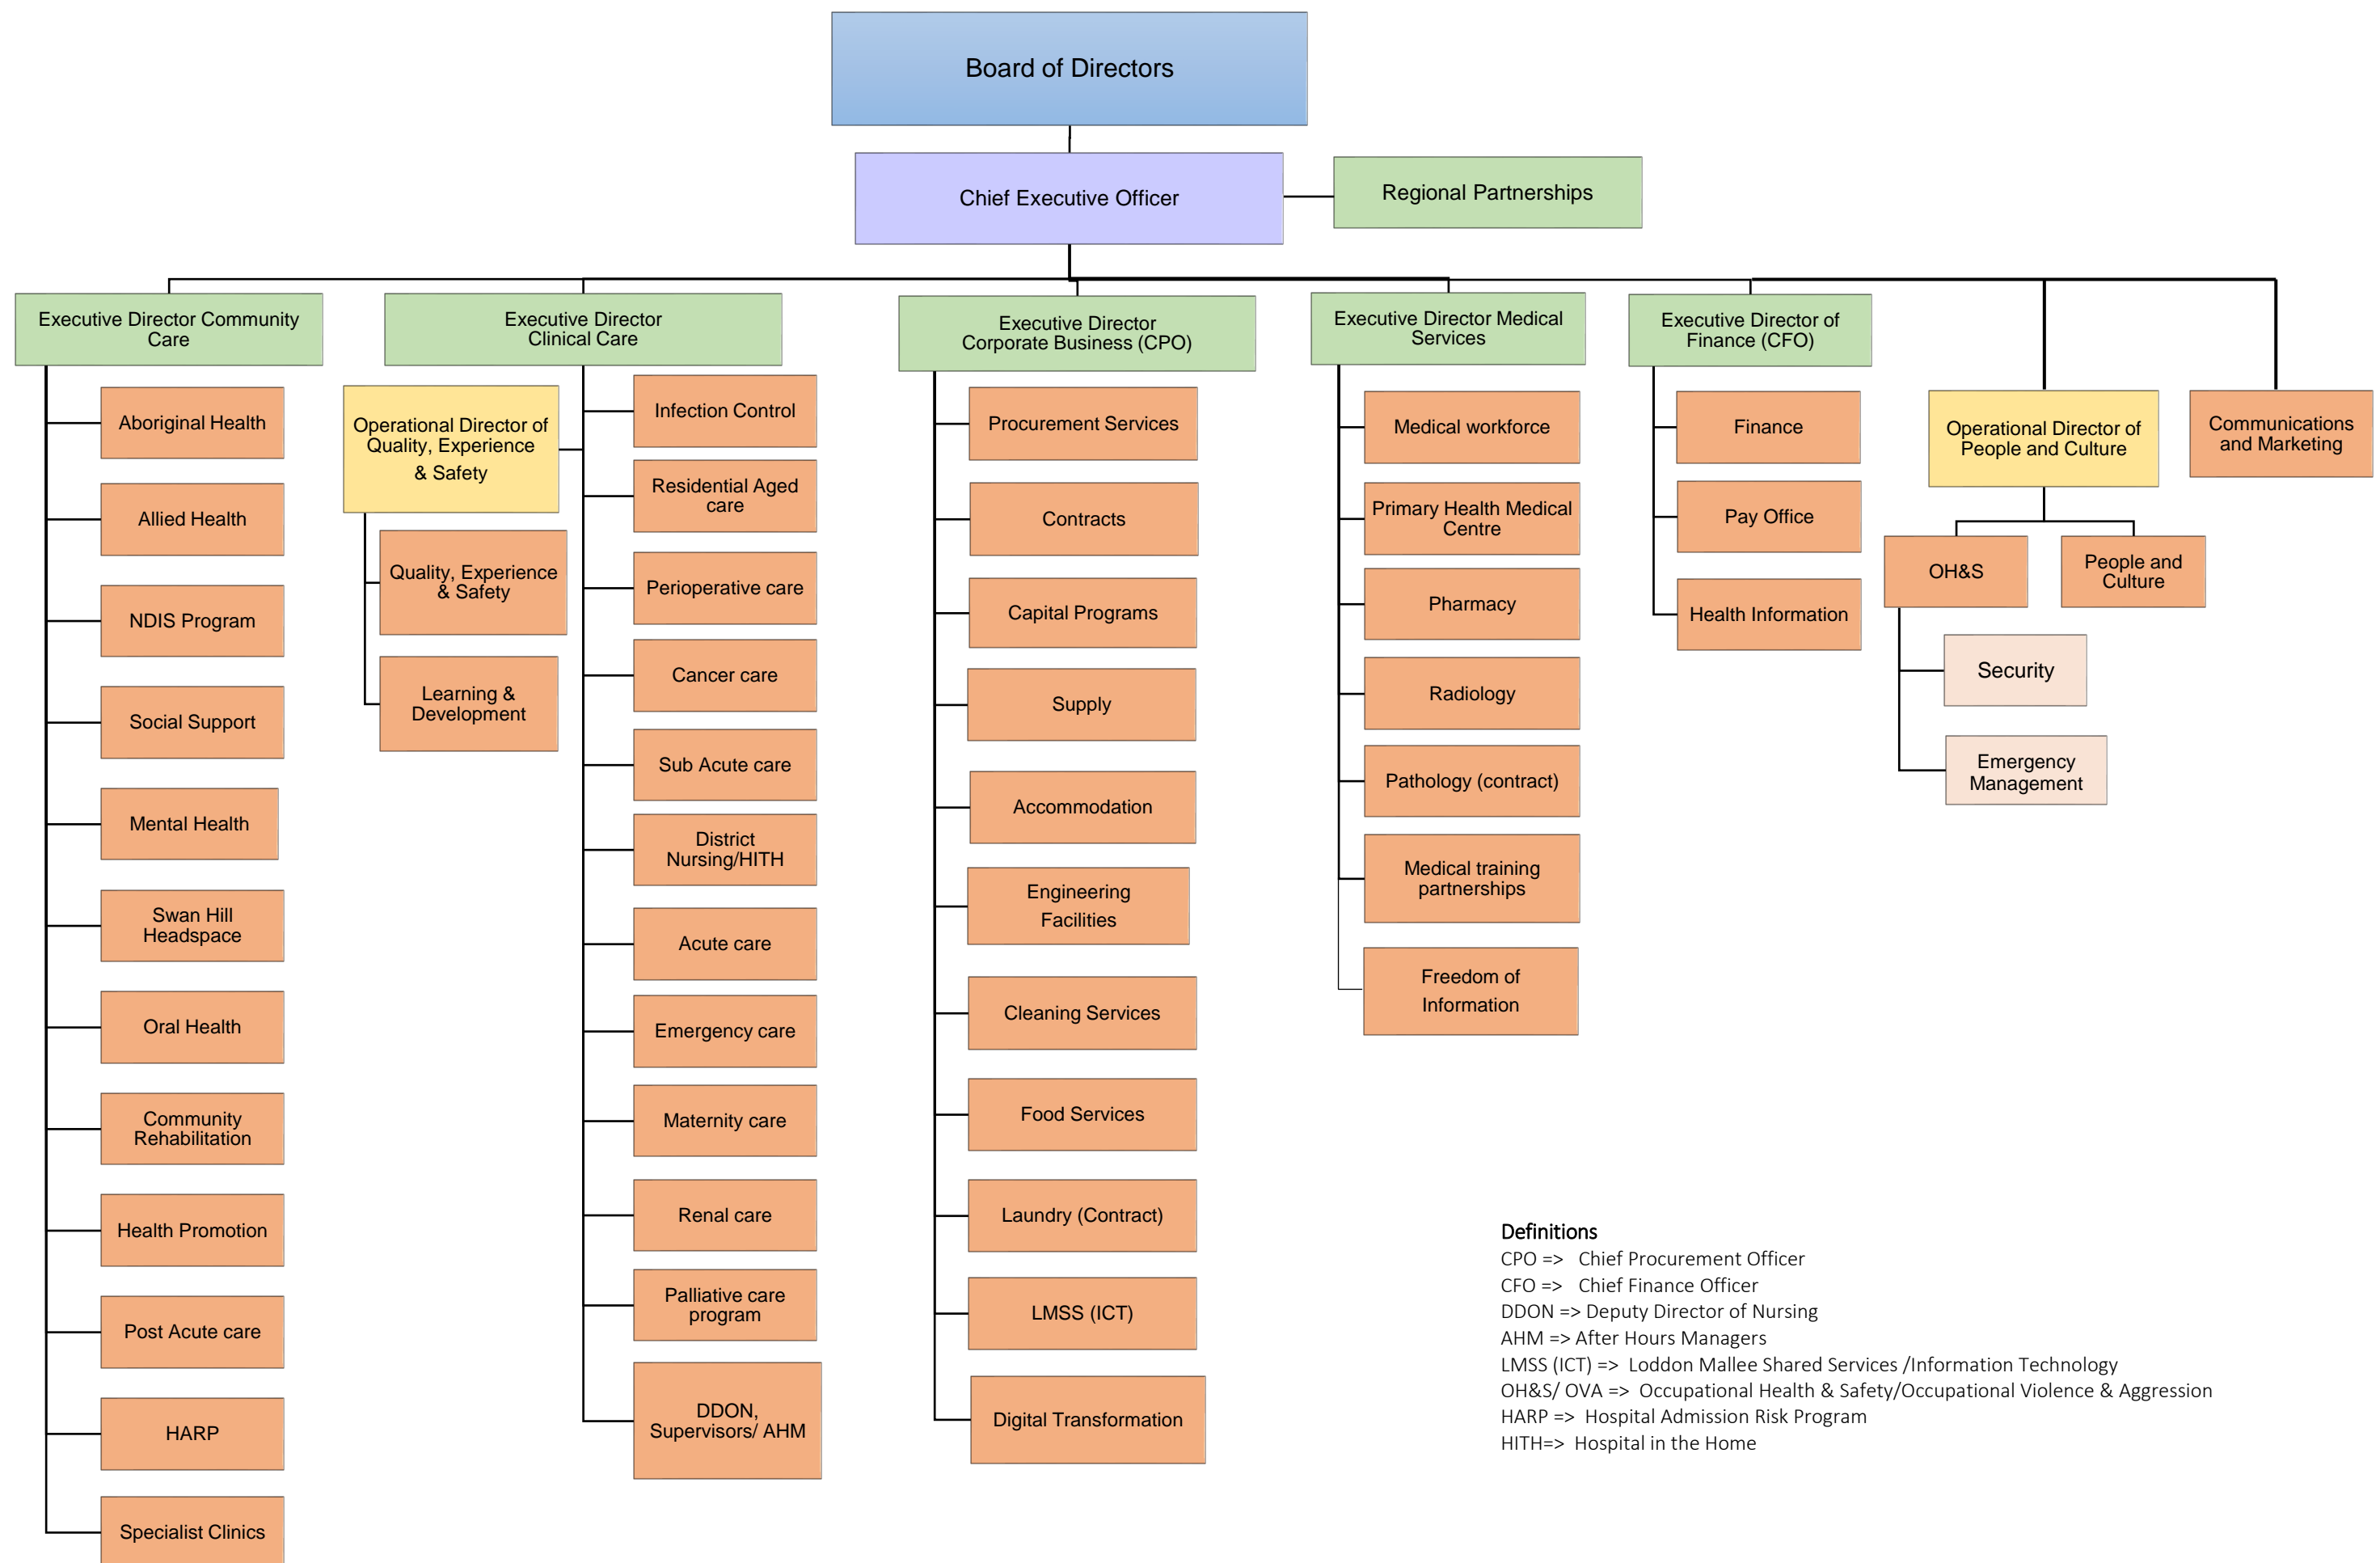 Board of Directors
Chief Executive Officer
Regional Partnerships
Executive Director Community
Care
Aboriginal Health
Allied Health
NDIS Program
Social Support
Mental Health
Swan Hill
Headspace
Oral Health
Community
Rehabilitation
Health Promotion
Post Acute care
HARP
Specialist Clinics
Executive Director
Clinical Care
Operational Director of
Quality, Experience
& Safety
Quality, Experience
& Safety
Learning &
Development
Infection Control
Residential Aged
care
Perioperative care
Cancer care
Sub Acute care
District
Nursing/HITH
Acute care
Emergency care
Maternity care
Renal care
Palliative care
program
DDON,
Supervisors/ AHM
Executive Director
Corporate Business (CPO)
Procurement Services
Contracts
Capital Programs
Supply
Accommodation
Engineering
Facilities
Cleaning Services
Food Services
Laundry (Contract)
LMSS (ICT)
Digital Transformation
Executive Director Medical
Services
Medical workforce
Primary Health Medical
Centre
Pharmacy
Radiology
Pathology (contract)
Medical training
partnerships
Freedom of
Information
Executive Director of
Finance (CFO)
Finance
Pay Office
Health Information
Operational Director of
People and Culture
OH&S
People and
Culture
Security
Emergency
Management
Communications
and Marketing
Definitions
CPO => Chief Procurement Officer
CFO => Chief Finance Officer
DDON => Deputy Director of Nursing
AHM => After Hours Managers
LMSS (ICT) => Loddon Mallee Shared Services /Information Technology
OH&S/ OVA => Occupational Health & Safety/Occupational Violence & Aggression
HARP => Hospital Admission Risk Program
HITH=> Hospital in the Home